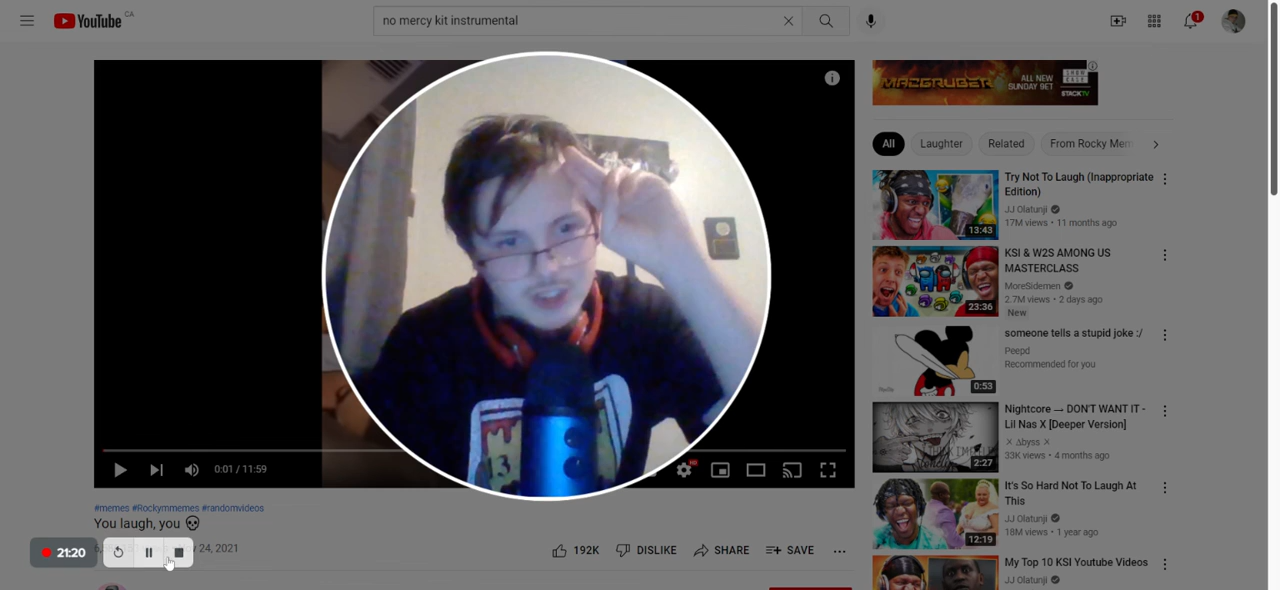 YouTube CA
no mercy kit instrumental
1
MACGRUBER
ALL NEW
SUNDAY 9ET
SHOW
CASE
STACKTV
All
Laughter
Related
From Rocky Mem
Try Not To Laugh (Inappropriate
Edition)
JJ Olatunji
17M views • 11 months ago
13:43
KSI & W2S AMONG US
MASTERCLASS
MoreSidemen
2.7M views • 2 days ago
New
23:36
someone tells a stupid joke :/
Peepd
Recommended for you
0:53
Nightcore → DON'T WANT IT -
Lil Nas X [Deeper Version]
X Δbyss X
33K views • 4 months ago
2:27
It's So Hard Not To Laugh At
This
JJ Olatunji
18M views • 1 year ago
12:19
My Top 10 KSI Youtube Videos
JJ Olatunji
0:01 / 11:59
HD
#memes #Rockymmemes #randomvideos
You laugh, you 💀
24, 2021
192K
DISLIKE
SHARE
SAVE
21:20